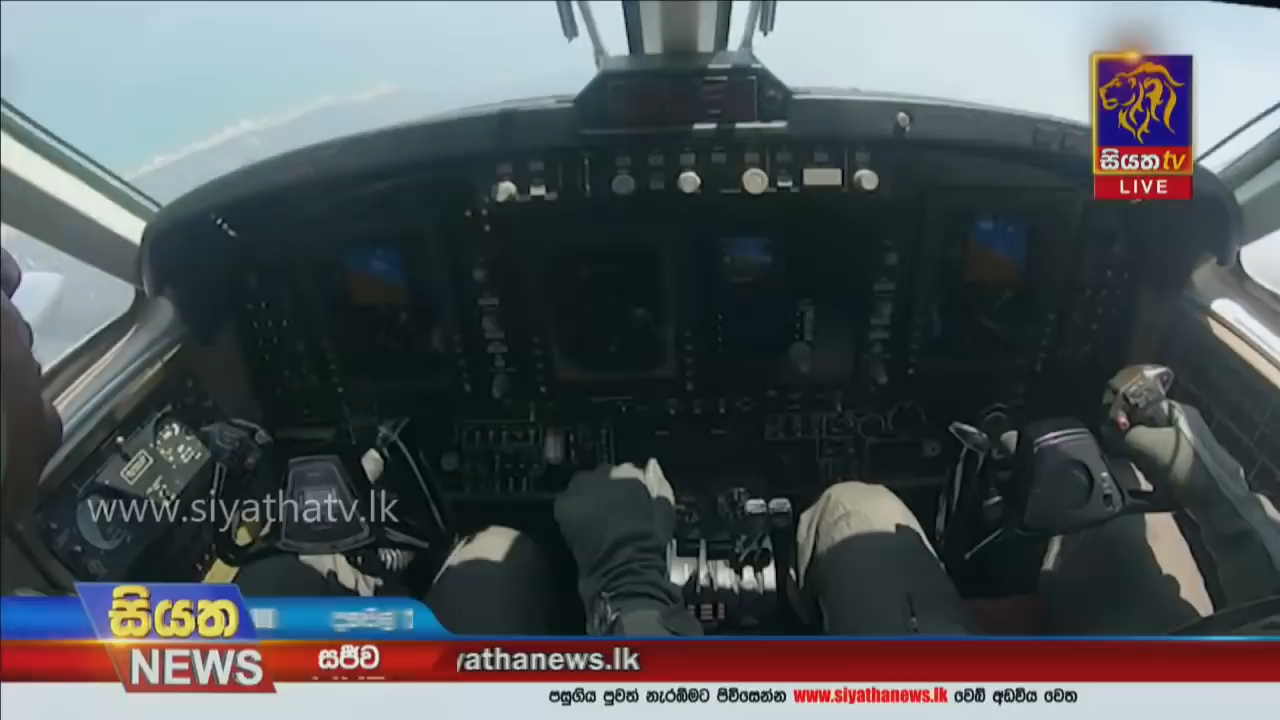 සියත tv
LIVE
www.siyathatv.lk
සියත
NEWS
සජීව
yathanews.lk
පසුගිය පුවත් නැරඹීමට පිවිසෙන්න www.siyathanews.lk වෙබ් අඩවිය වෙත